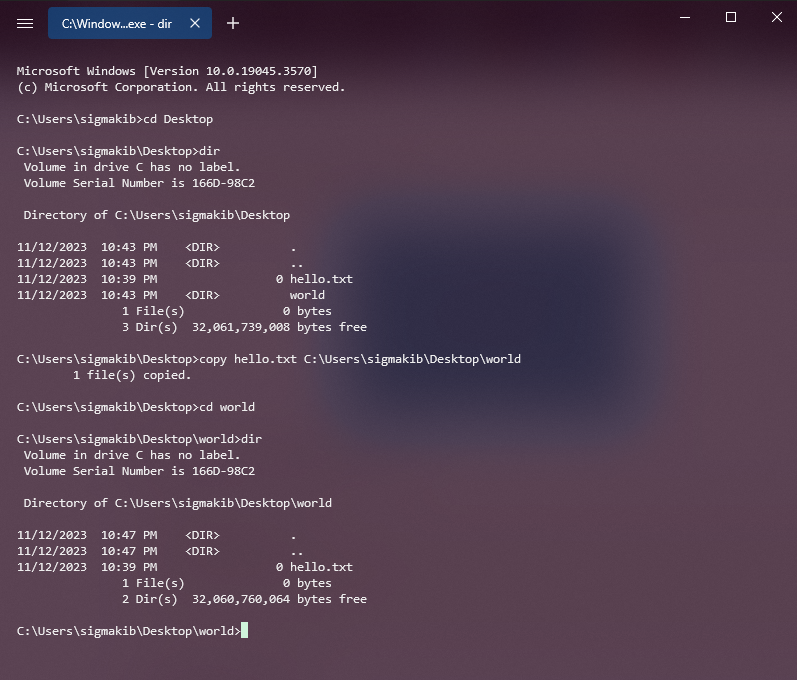 C:\Window...exe - dir
Microsoft Windows [Version 10.0.19045.3570]
(c) Microsoft Corporation. All rights reserved.
C:\Users\sigmakib>cd Desktop
C:\Users\sigmakib\Desktop>dir
 Volume in drive C has no label.
 Volume Serial Number is 166D-98C2
 Directory of C:\Users\sigmakib\Desktop
11/12/2023  10:43 PM    <DIR>          .
11/12/2023  10:43 PM    <DIR>          ..
11/12/2023  10:39 PM                 0 hello.txt
11/12/2023  10:43 PM    <DIR>          world
               1 File(s)              0 bytes
               3 Dir(s)  32,061,739,008 bytes free
C:\Users\sigmakib\Desktop>copy hello.txt C:\Users\sigmakib\Desktop\world
        1 file(s) copied.
C:\Users\sigmakib\Desktop>cd world
C:\Users\sigmakib\Desktop\world>dir
 Volume in drive C has no label.
 Volume Serial Number is 166D-98C2
 Directory of C:\Users\sigmakib\Desktop\world
11/12/2023  10:47 PM    <DIR>          .
11/12/2023  10:47 PM    <DIR>          ..
11/12/2023  10:39 PM                 0 hello.txt
               1 File(s)              0 bytes
               2 Dir(s)  32,060,760,064 bytes free
C:\Users\sigmakib\Desktop\world>